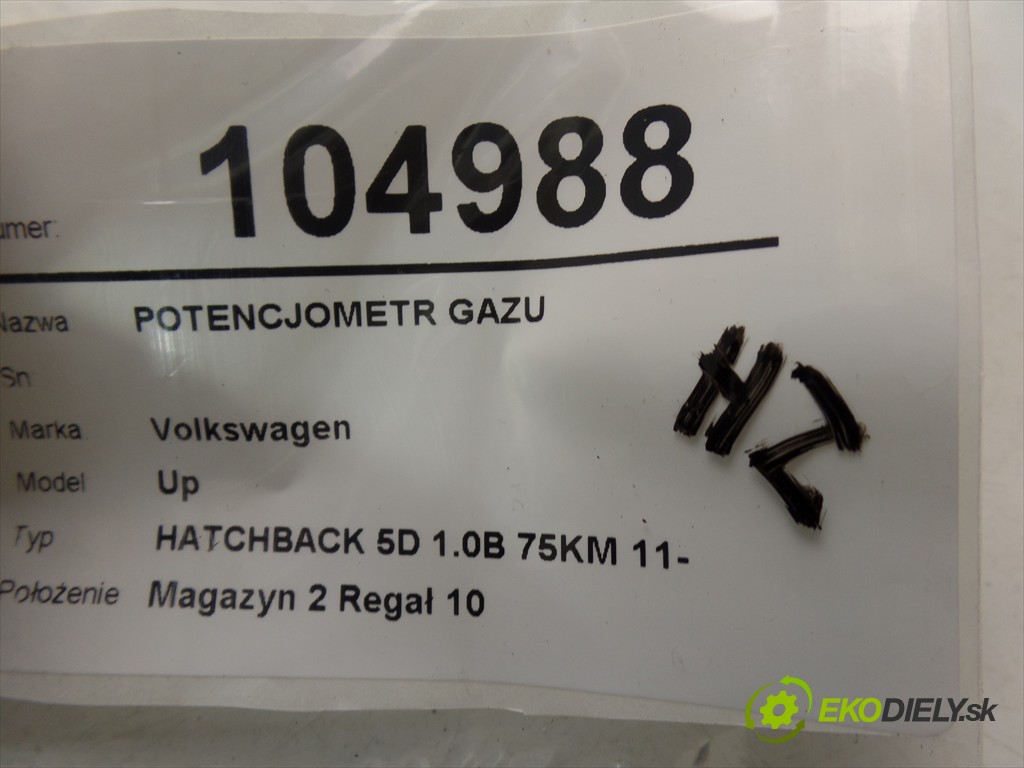 104988
umer:
Nazwa POTENCJOMETR GAZU
Sn
Marka Volkswagen
Model Up
Typ HATCHBACK 5D 1.0B 75KM 11-
Położenie Magazyn 2 Regał 10
EKODIELY.sk